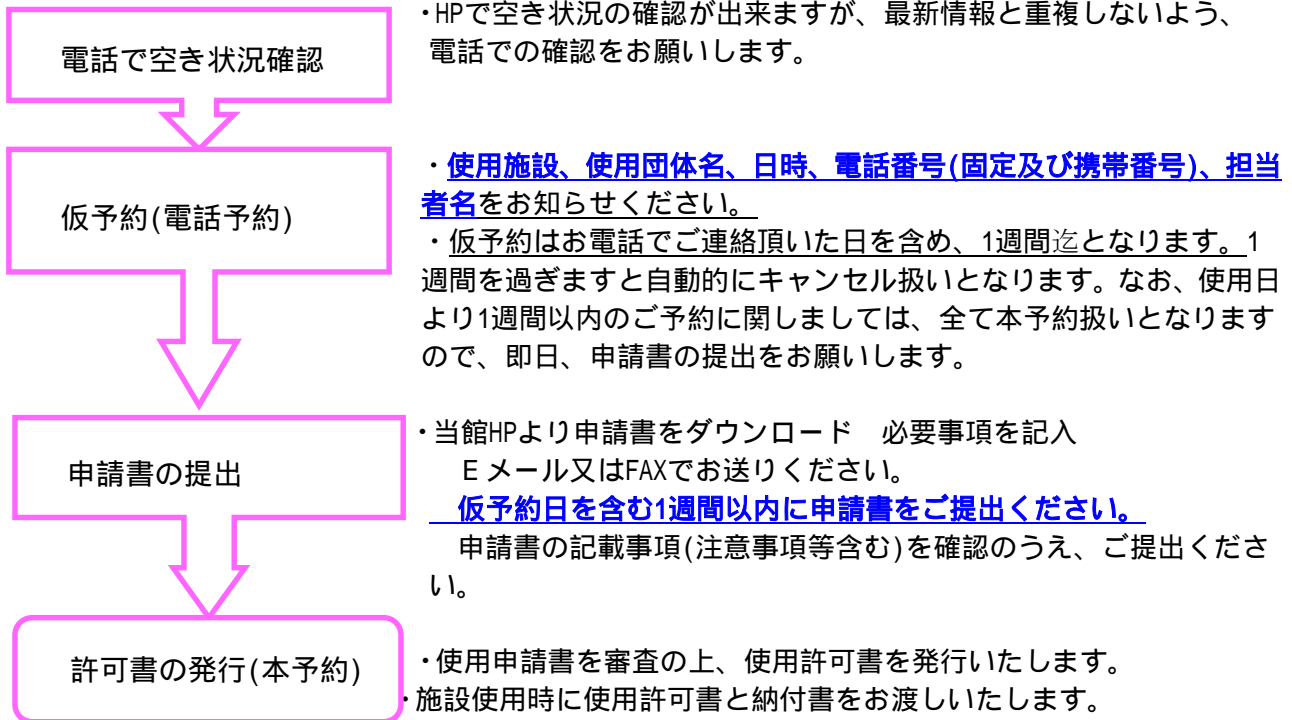 ・HPで空き状況の確認が出来ますが、最新情報と重複しないよう、
電話での確認をお願いします。
電話で空き状況確認
・使用施設、使用団体名、日時、電話番号(固定及び携帯番号)、担当
者名をお知らせください。
仮予約(電話予約)
・仮予約はお電話でご連絡頂いた日を含め、1週間迄となります。1
週間を過ぎますと自動的にキャンセル扱いとなります。なお、使用日
より1週間以内のご予約に関しましては、全て本予約扱いとなります
ので、即日、申請書の提出をお願いします。
・当館HPより申請書をダウンロード　必要事項を記入
Eメール又はFAXでお送りください。
申請書の提出
仮予約日を含む1週間以内に申請書をご提出ください。
申請書の記載事項(注意事項等含む)を確認のうえ、ご提出くださ
い。
許可書の発行(本予約)
・使用申請書を審査の上、使用許可書を発行いたします。
・施設使用時に使用許可書と納付書をお渡しいたします。